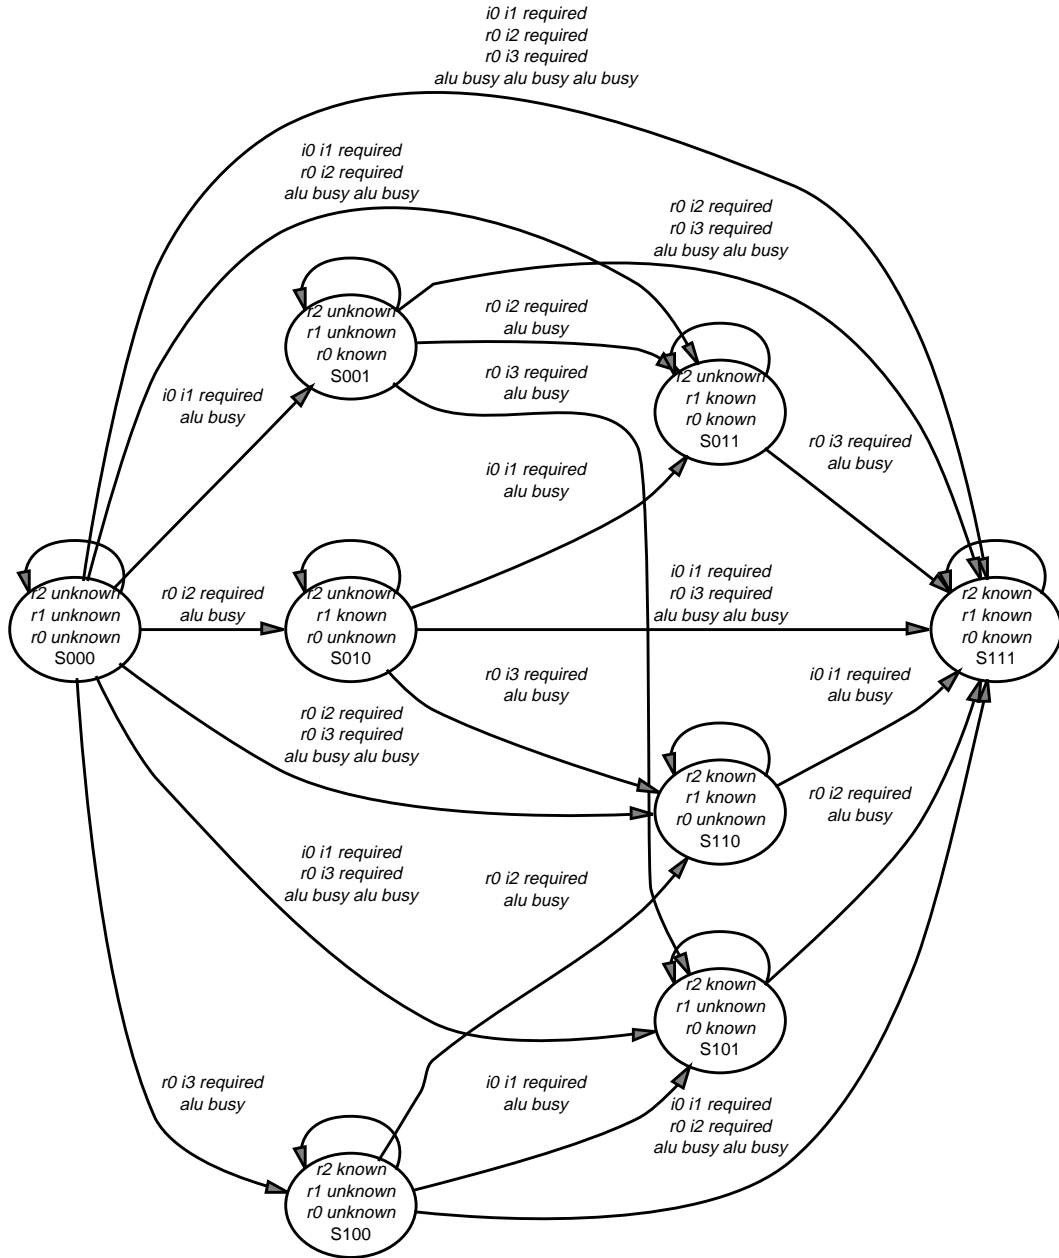 i0 i1 required
r0 i2 required
r0 i3 required
alu busy alu busy alu busy
i0 i1 required
r0 i2 required
alu busy alu busy
r0 i2 required
r0 i3 required
alu busy alu busy
r2 unknown
r1 unknown
r0 known
S001
r0 i2 required
alu busy
r0 i3 required
alu busy
r2 unknown
r1 known
r0 known
S011
i0 i1 required
alu busy
r0 i3 required
alu busy
i0 i1 required
alu busy
r2 unknown
r1 unknown
r0 unknown
S000
r0 i2 required
alu busy
r2 unknown
r1 known
r0 unknown
S010
i0 i1 required
r0 i3 required
alu busy alu busy
r2 known
r1 known
r0 known
S111
r0 i3 required
alu busy
i0 i1 required
alu busy
r0 i2 required
r0 i3 required
alu busy alu busy
r2 known
r1 known
r0 unknown
S110
r0 i2 required
alu busy
i0 i1 required
r0 i3 required
alu busy alu busy
r0 i2 required
alu busy
r2 known
r1 unknown
r0 known
S101
r0 i3 required
alu busy
i0 i1 required
alu busy
i0 i1 required
r0 i2 required
alu busy alu busy
r2 known
r1 unknown
r0 unknown
S100